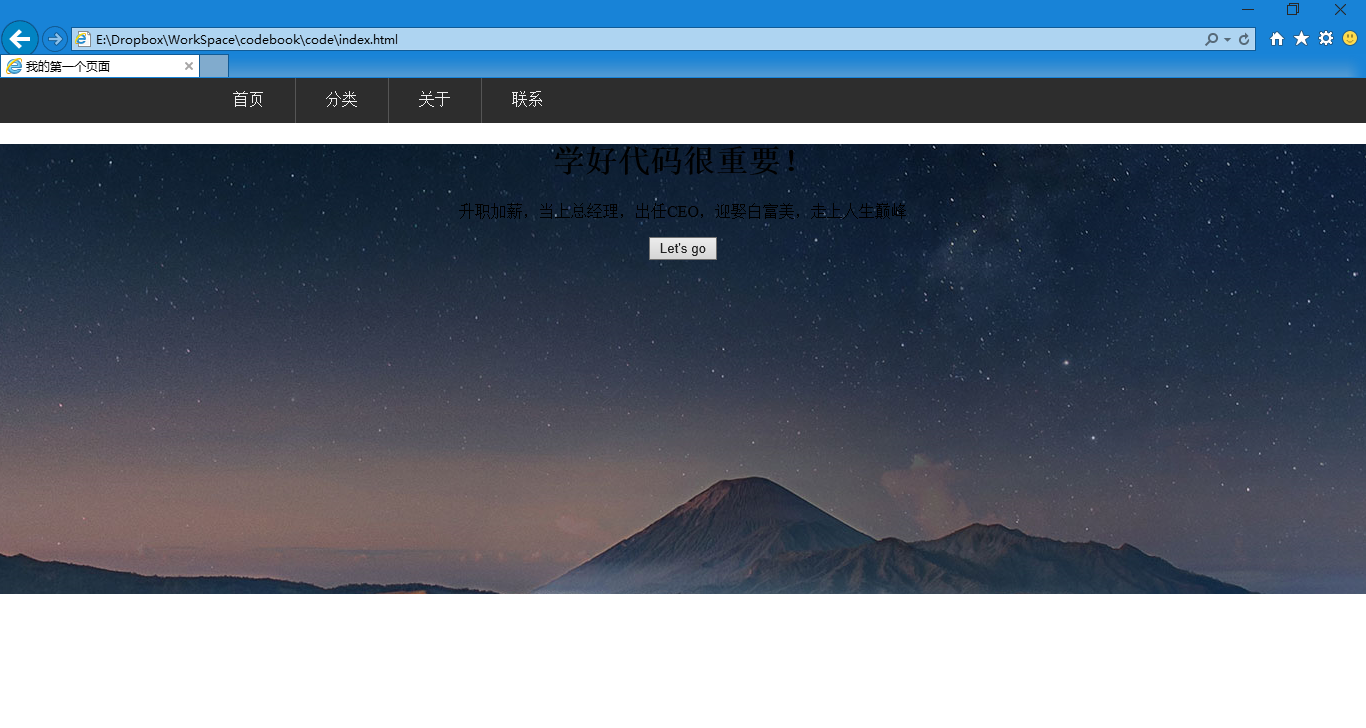 E:\Dropbox\WorkSpace\codebook\code\index.html
我的第一个页面
首页 分类 关于 联系
学好代码很重要！
升职加薪，当上总经理，出任CEO，迎娶白富美，走上人生巅峰
Let's go